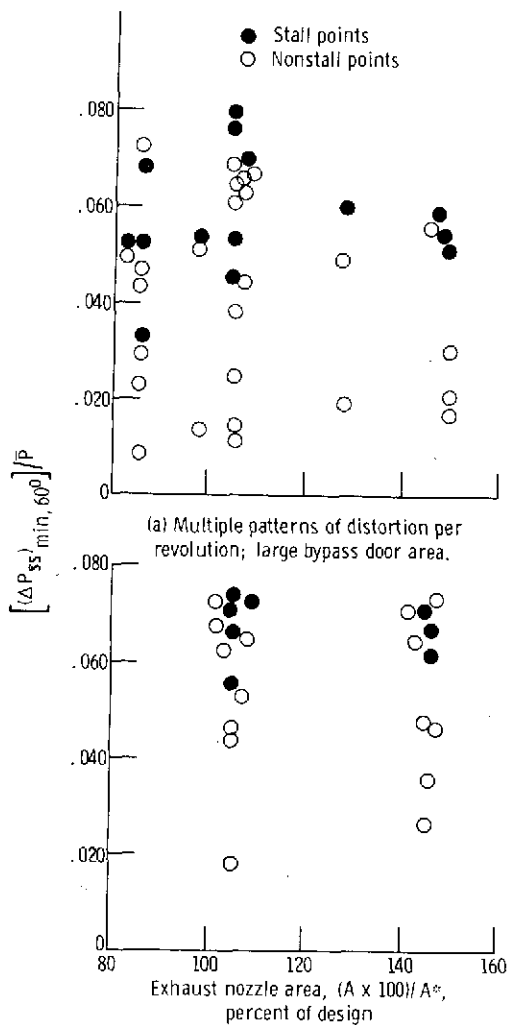 Stall points
Nonstall points
.080
.060
.040
.020
0
(a) Multiple patterns of distortion per
revolution; large bypass door area.
[(ΔP_ss)_min, 60°]/P̅
.080
.060
.040
.020
0
80 100 120 140 160
Exhaust nozzle area, (A x 100)/A*,
percent of design